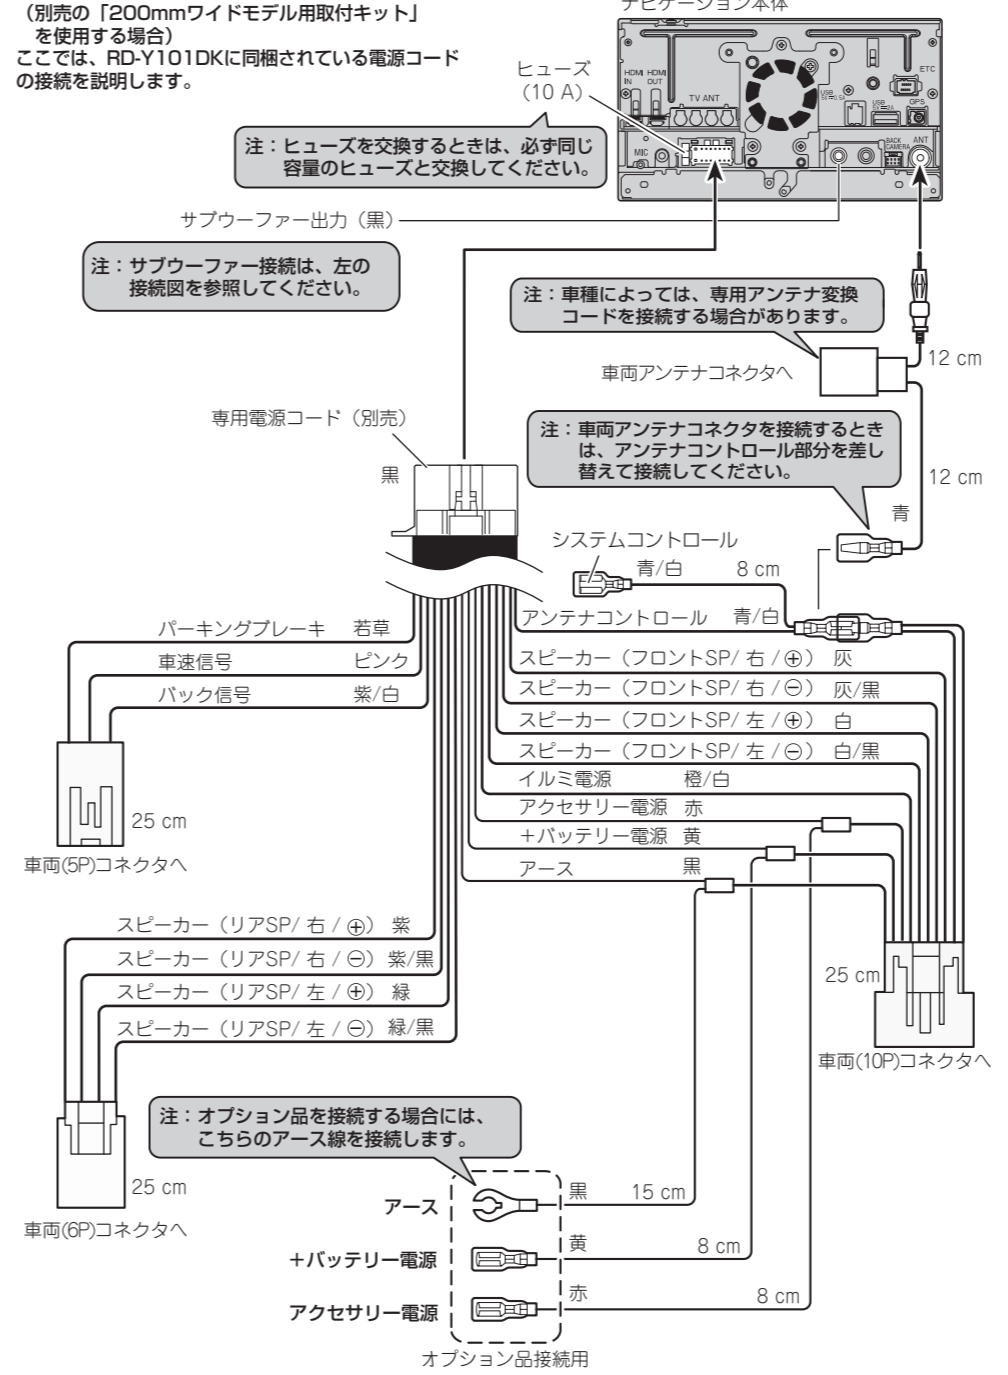 （別売の「200mmワイドモデル用取付キット」
を使用する場合）
ここでは、RD-Y101DKに同梱されている電源コード
の接続を説明します。
ナビゲーション本体
ヒューズ
（10 A）
HDMI IN
HDMI OUT
TV ANT
USB
5V⎓0.5A
USB
5V⎓2A
ETC
GPS
MIC
BACK
CAMERA
ANT
注：ヒューズを交換するときは、必ず同じ
容量のヒューズと交換してください。
サブウーファー出力（黒）
注：サブウーファー接続は、左の
接続図を参照してください。
注：車種によっては、専用アンテナ変換
コードを接続する場合があります。
車両アンテナコネクタへ
12 cm
専用電源コード（別売）
黒
注：車両アンテナコネクタを接続するとき
は、アンテナコントロール部分を差し
替えて接続してください。
12 cm
青
システムコントロール
青/白 8 cm
アンテナコントロール 青/白
パーキングブレーキ 若草
車速信号 ピンク
バック信号 紫/白
スピーカー（フロントSP/ 右 /⊕） 灰
スピーカー（フロントSP/ 右 /⊖） 灰/黒
スピーカー（フロントSP/ 左 /⊕） 白
スピーカー（フロントSP/ 左 /⊖） 白/黒
イルミ電源 橙/白
アクセサリー電源 赤
＋バッテリー電源 黄
アース 黒
25 cm
車両(5P)コネクタへ
スピーカー（リアSP/ 右 / ⊕） 紫
スピーカー（リアSP/ 右 / ⊖） 紫/黒
スピーカー（リアSP/ 左 / ⊕） 緑
スピーカー（リアSP/ 左 / ⊖） 緑/黒
25 cm
車両(10P)コネクタへ
注：オプション品を接続する場合には、
こちらのアース線を接続します。
25 cm
車両(6P)コネクタへ
アース
黒 15 cm
＋バッテリー電源
黄 8 cm
アクセサリー電源
赤 8 cm
オプション品接続用